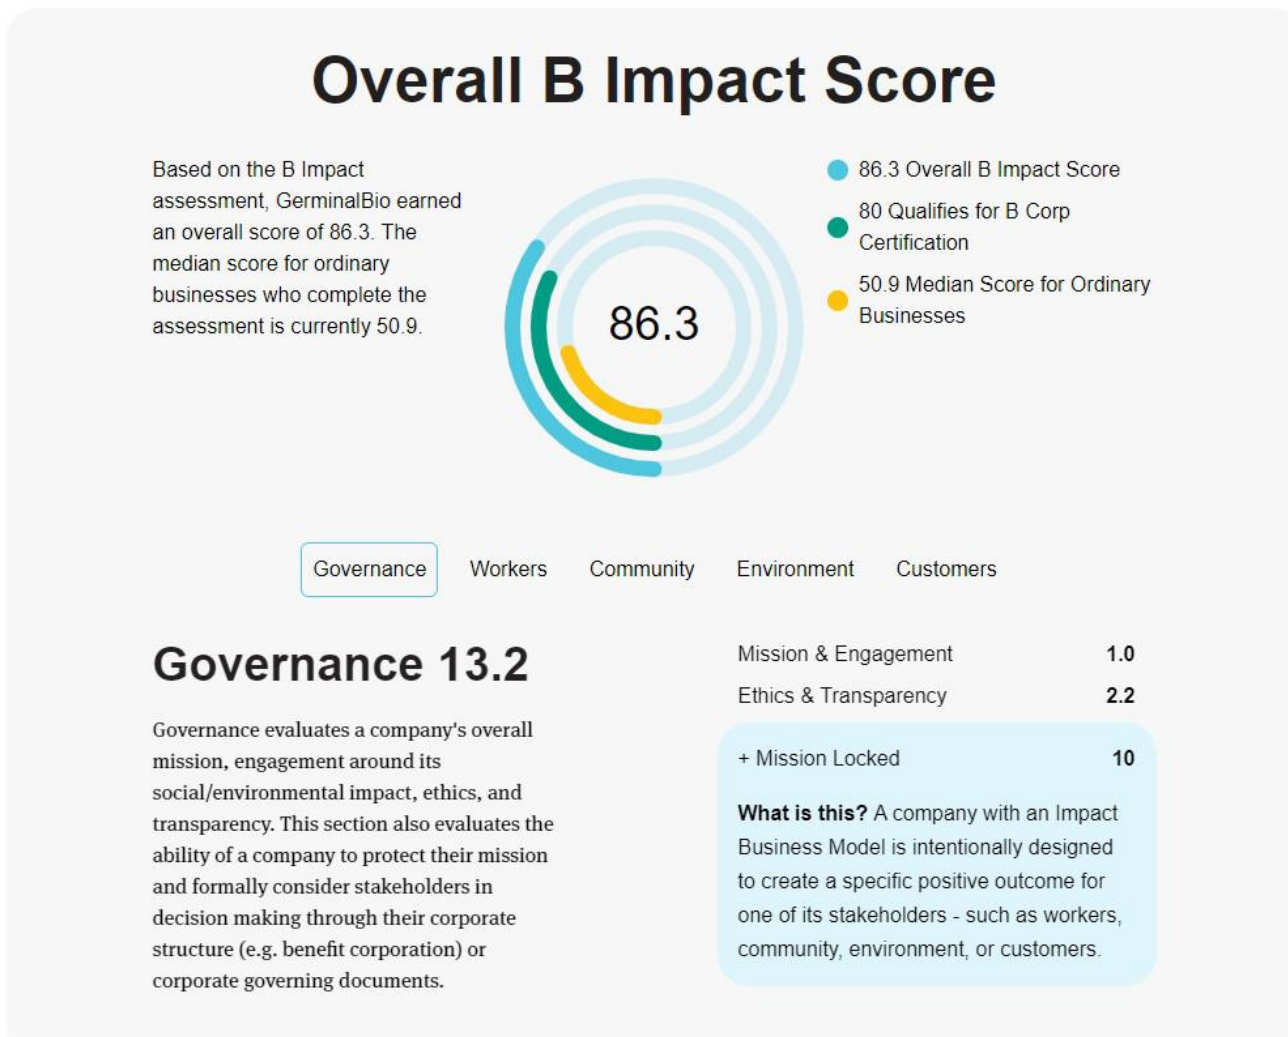 Overall B Impact Score
Based on the B Impact
assessment, GerminalBio earned
an overall score of 86.3. The
median score for ordinary
businesses who complete the
assessment is currently 50.9.
86.3
86.3 Overall B Impact Score
80 Qualifies for B Corp
Certification
50.9 Median Score for Ordinary
Businesses
Governance
Workers
Community
Environment
Customers
Governance 13.2
Governance evaluates a company's overall
mission, engagement around its
social/environmental impact, ethics, and
transparency. This section also evaluates the
ability of a company to protect their mission
and formally consider stakeholders in
decision making through their corporate
structure (e.g. benefit corporation) or
corporate governing documents.
Mission & Engagement 1.0
Ethics & Transparency 2.2
+ Mission Locked 10
What is this? A company with an Impact
Business Model is intentionally designed
to create a specific positive outcome for
one of its stakeholders - such as workers,
community, environment, or customers.